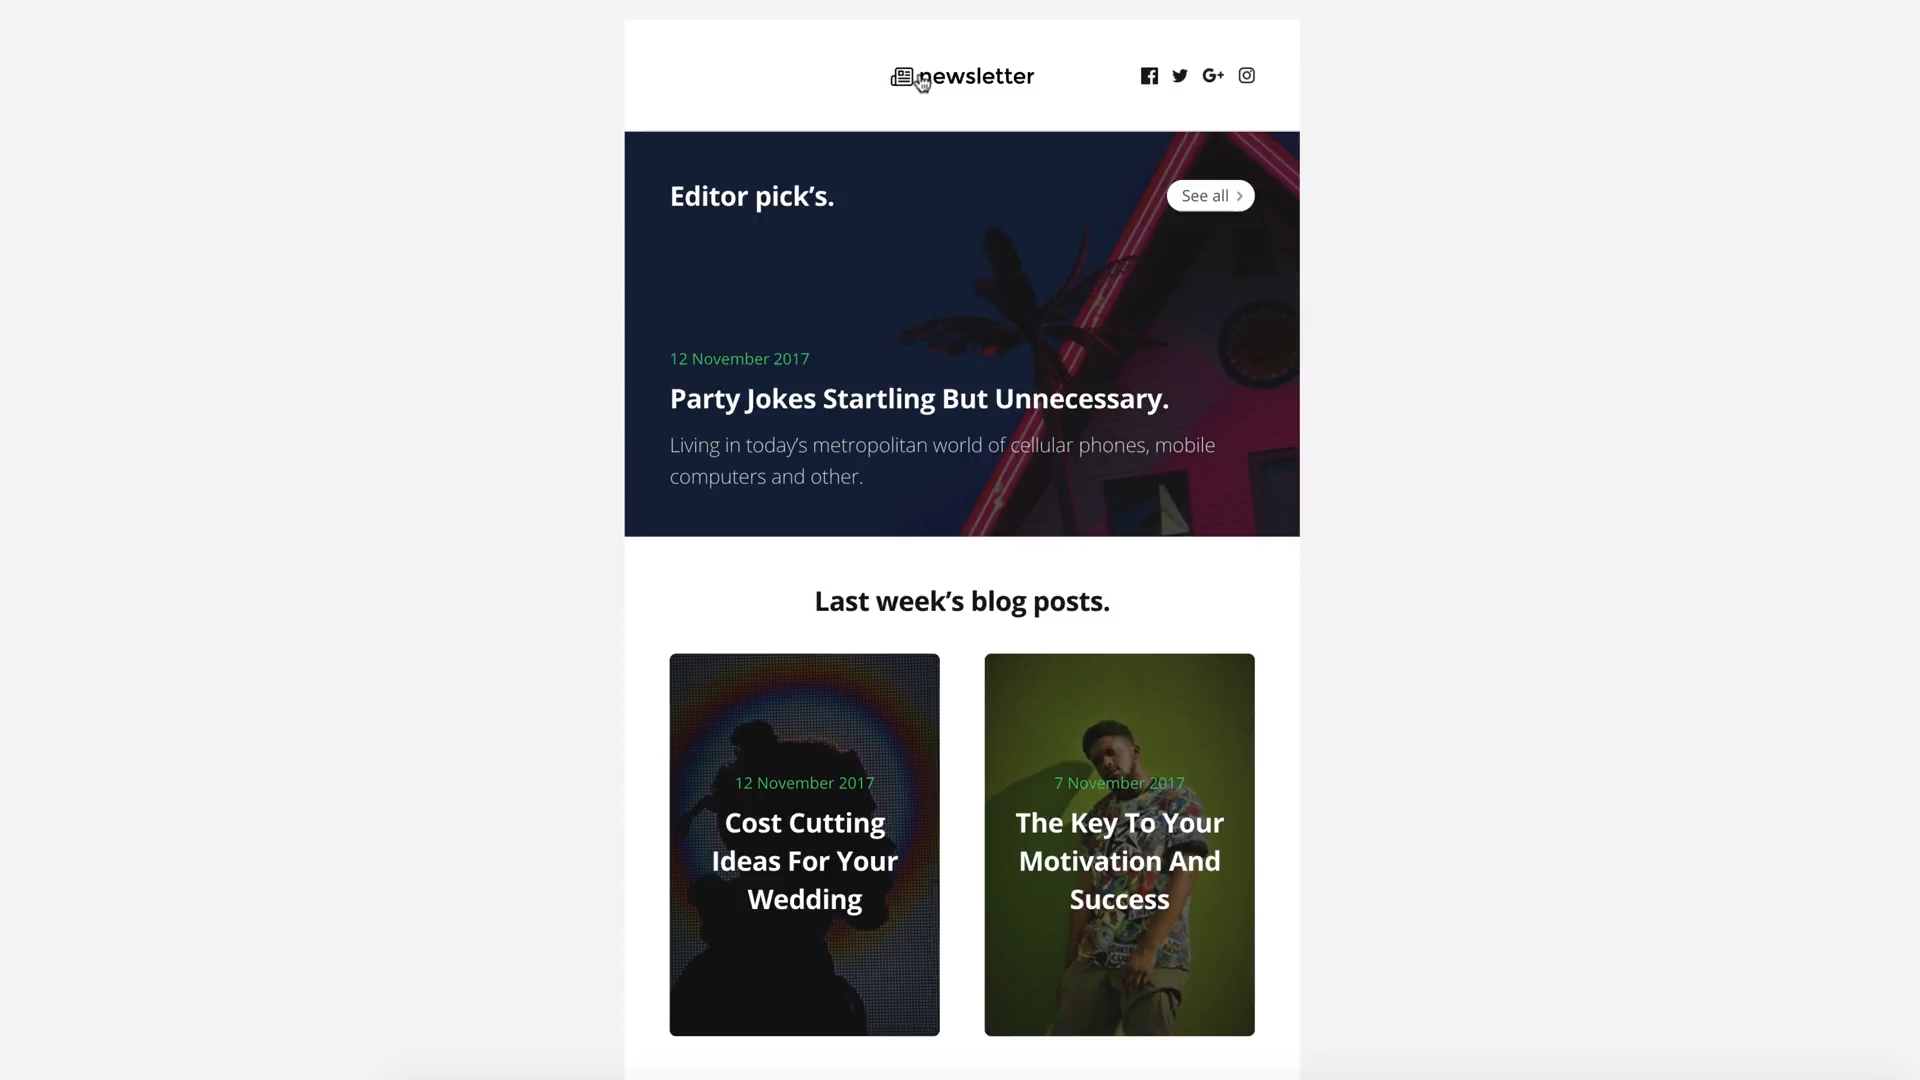 newsletter
G+
Editor pick’s.
See all
12 November 2017
Party Jokes Startling But Unnecessary.
Living in today’s metropolitan world of cellular phones, mobile
computers and other.
Last week’s blog posts.
12 November 2017
Cost Cutting
Ideas For Your
Wedding
7 November 2017
The Key To Your
Motivation And
Success